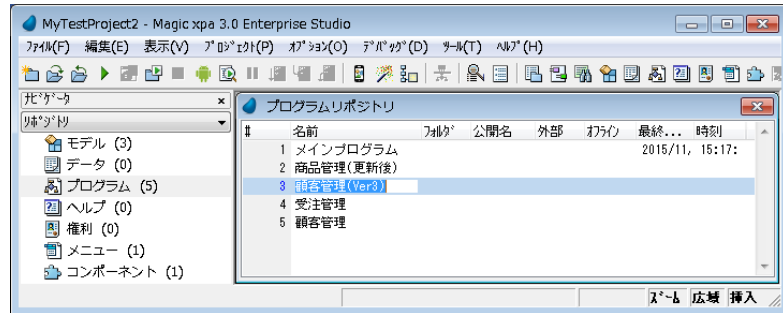 MyTestProject2 - Magic xpa 3.0 Enterprise Studio
ﾌｧｲﾙ(F) 編集(E) 表示(V) ﾌﾟﾛｼﾞｪｸﾄ(P) ｵﾌﾟｼｮﾝ(O) ﾃﾞﾊﾞｯｸﾞ(D) ﾂｰﾙ(T) ﾍﾙﾌﾟ(H)
ﾅﾋﾞｹﾞｰﾀ
ﾘﾎﾟｼﾞﾄﾘ
モデル (3)
データ (0)
プログラム (5)
ヘルプ (0)
権利 (0)
メニュー (1)
コンポーネント (1)
プログラムリポジトリ
# 名前 ﾌｫﾙﾀﾞ 公開名 外部 ｵﾌﾗｲﾝ 最終... 時刻
1 メインプログラム 2015/11, 15:17:
2 商品管理(更新後)
3 顧客管理(Ver3)
4 受注管理
5 顧客管理
ｽﾞｰﾑ 広域 挿入